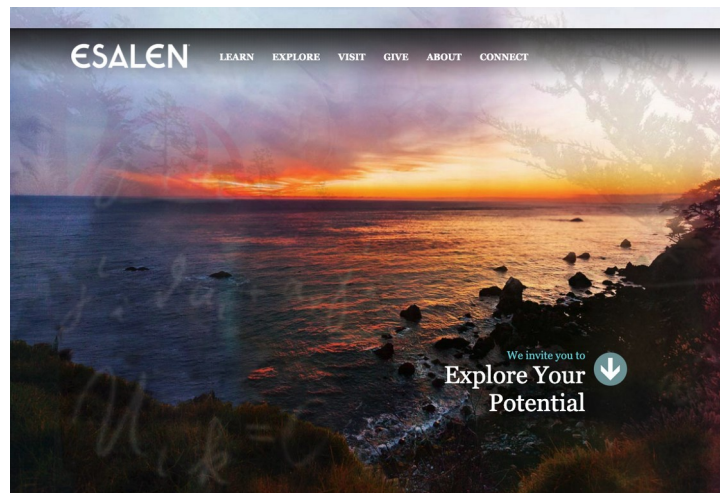 ESALEN
LEARN EXPLORE VISIT GIVE ABOUT CONNECT
We invite you to
Explore Your
Potential